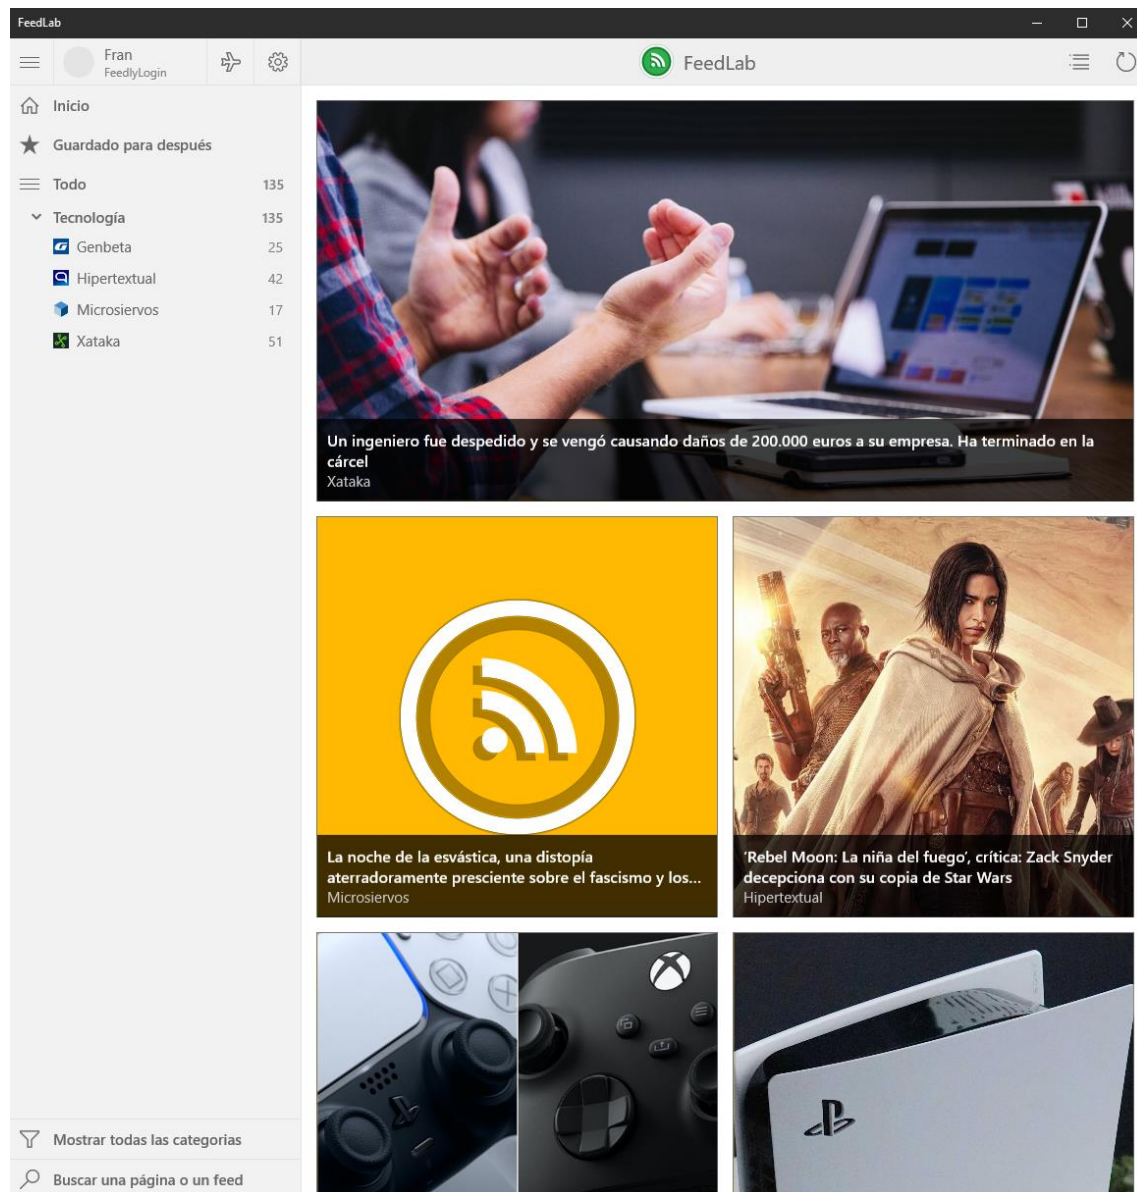 FeedLab
Fran
FeedlyLogin
FeedLab
Inicio
Guardado para después
Todo 135
Tecnología 135
Genbeta 25
Hipertextual 42
Microsiervos 17
Xataka 51
Mostrar todas las categorias
Buscar una página o un feed
Un ingeniero fue despedido y se vengó causando daños de 200.000 euros a su empresa. Ha terminado en la
cárcel
Xataka
La noche de la esvástica, una distopía
aterradoramente presciente sobre el fascismo y los...
Microsiervos
‘Rebel Moon: La niña del fuego’, crítica: Zack Snyder
decepciona con su copia de Star Wars
Hipertextual